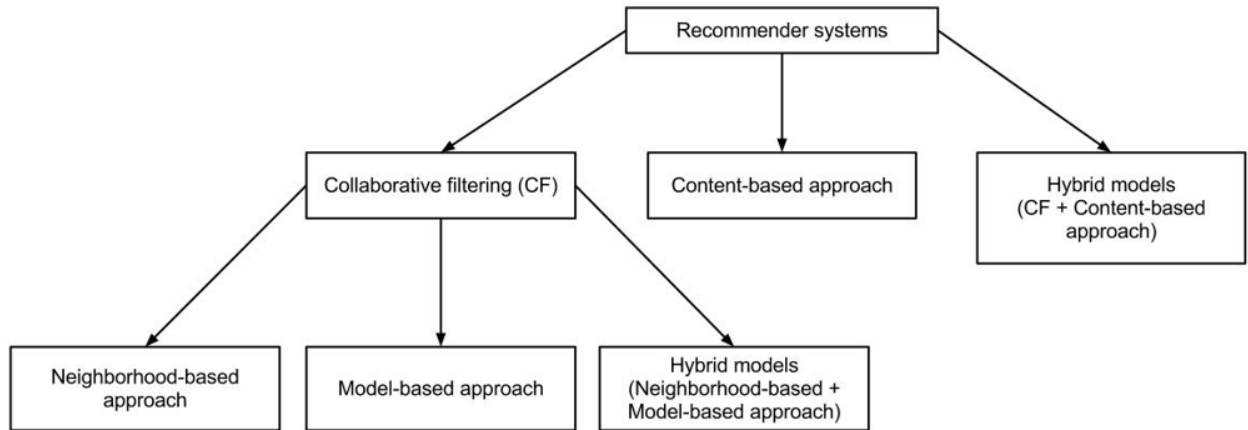 Recommender systems
Collaborative filtering (CF)
Content-based approach
Hybrid models
(CF + Content-based
approach)
Neighborhood-based
approach
Model-based approach
Hybrid models
(Neighborhood-based +
Model-based approach)